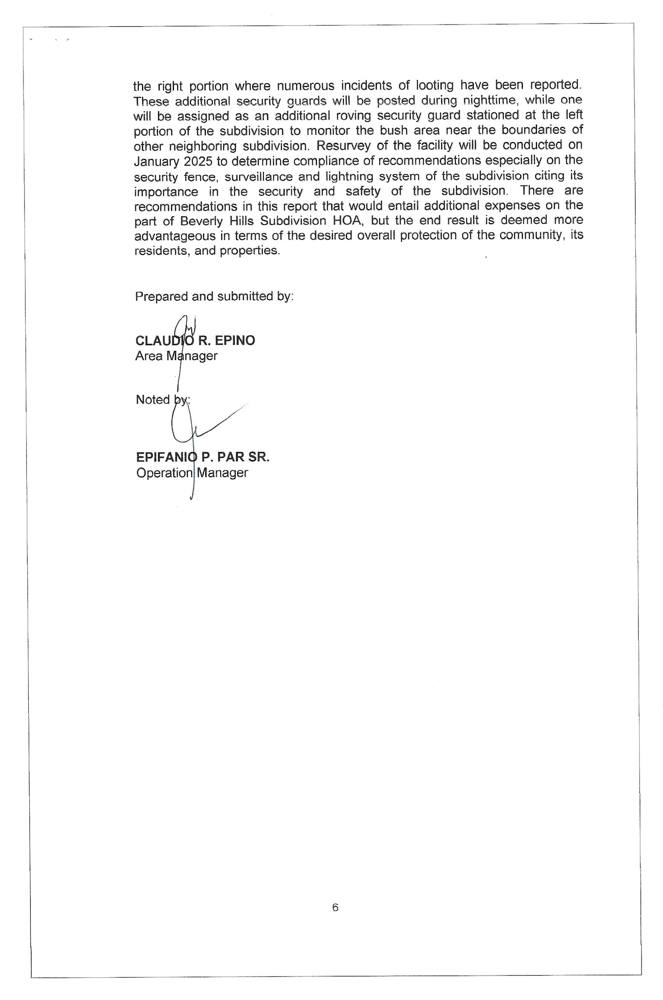 the right portion where numerous incidents of looting have been reported.
These additional security guards will be posted during nighttime, while one
will be assigned as an additional roving security guard stationed at the left
portion of the subdivision to monitor the bush area near the boundaries of
other neighboring subdivision. Resurvey of the facility will be conducted on
January 2025 to determine compliance of recommendations especially on the
security fence, surveillance and lightning system of the subdivision citing its
importance in the security and safety of the subdivision. There are
recommendations in this report that would entail additional expenses on the
part of Beverly Hills Subdivision HOA, but the end result is deemed more
advantageous in terms of the desired overall protection of the community, its
residents, and properties.
Prepared and submitted by:
CLAUDIO R. EPINO
Area Manager
Noted by:
EPIFANIO P. PAR SR.
Operation Manager
6